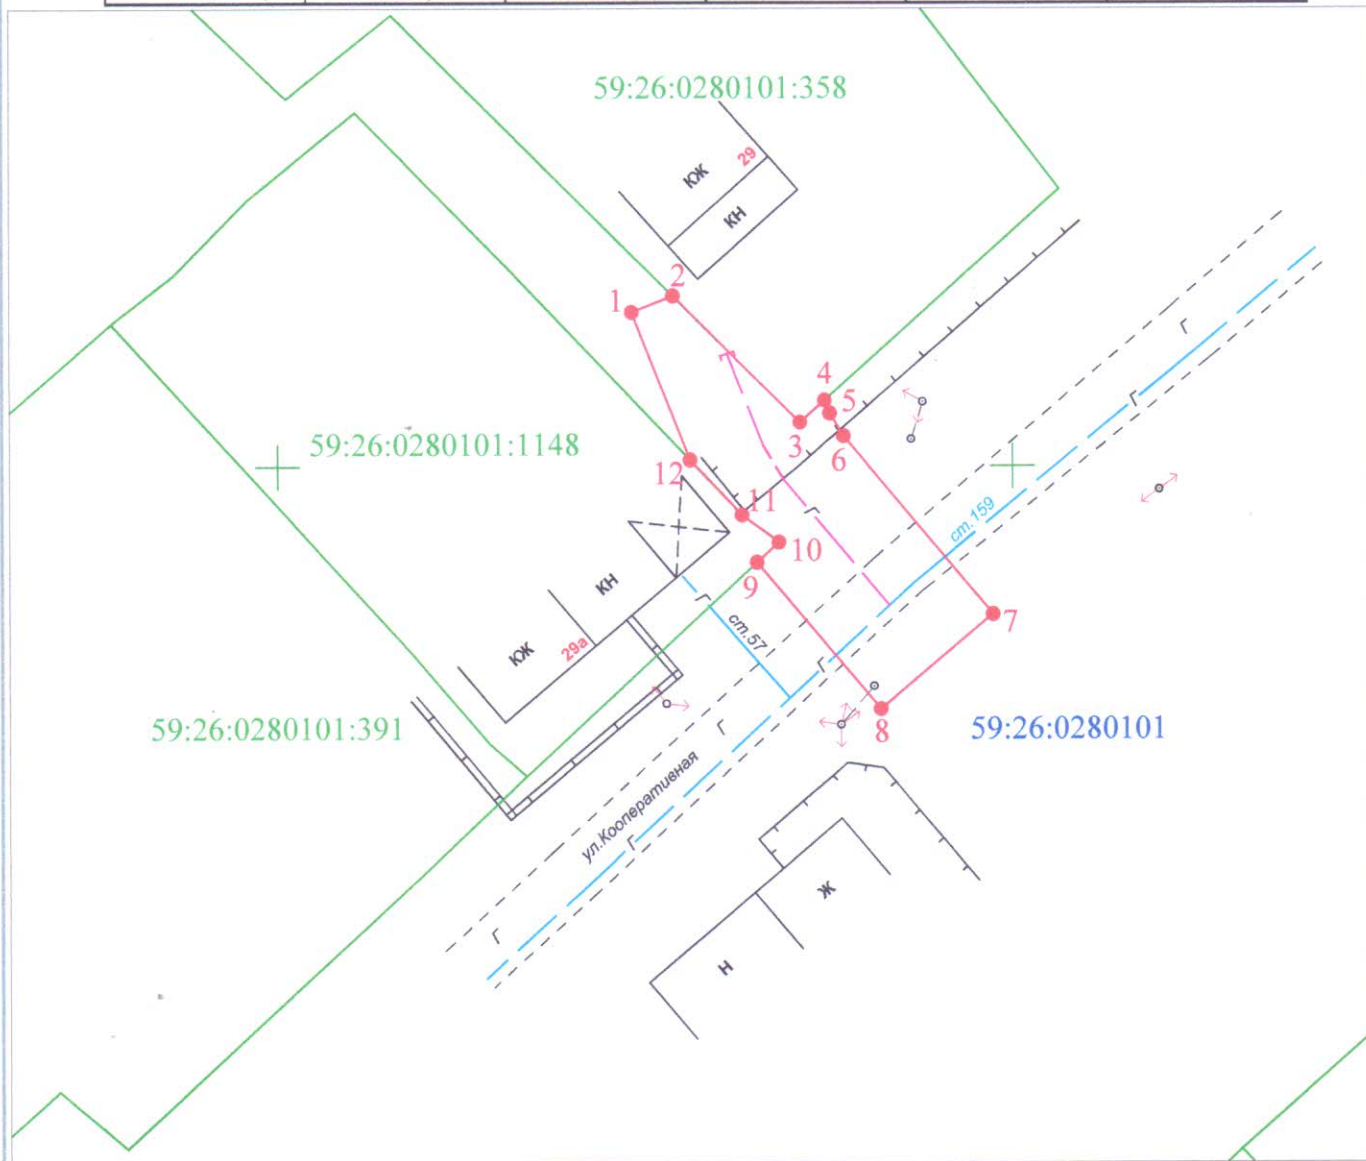 59:26:0280101:358
29
КЖ
КН
2
1
4
5
3
6
59:26:0280101:1148
12
11
10
9
Г
Г
Г
ст.159
КН
Г
ст.57
7
КЖ
29а
Г
8
59:26:0280101:391
59:26:0280101
Г
ул.Кооперативная
Г
Ж
Г
Н